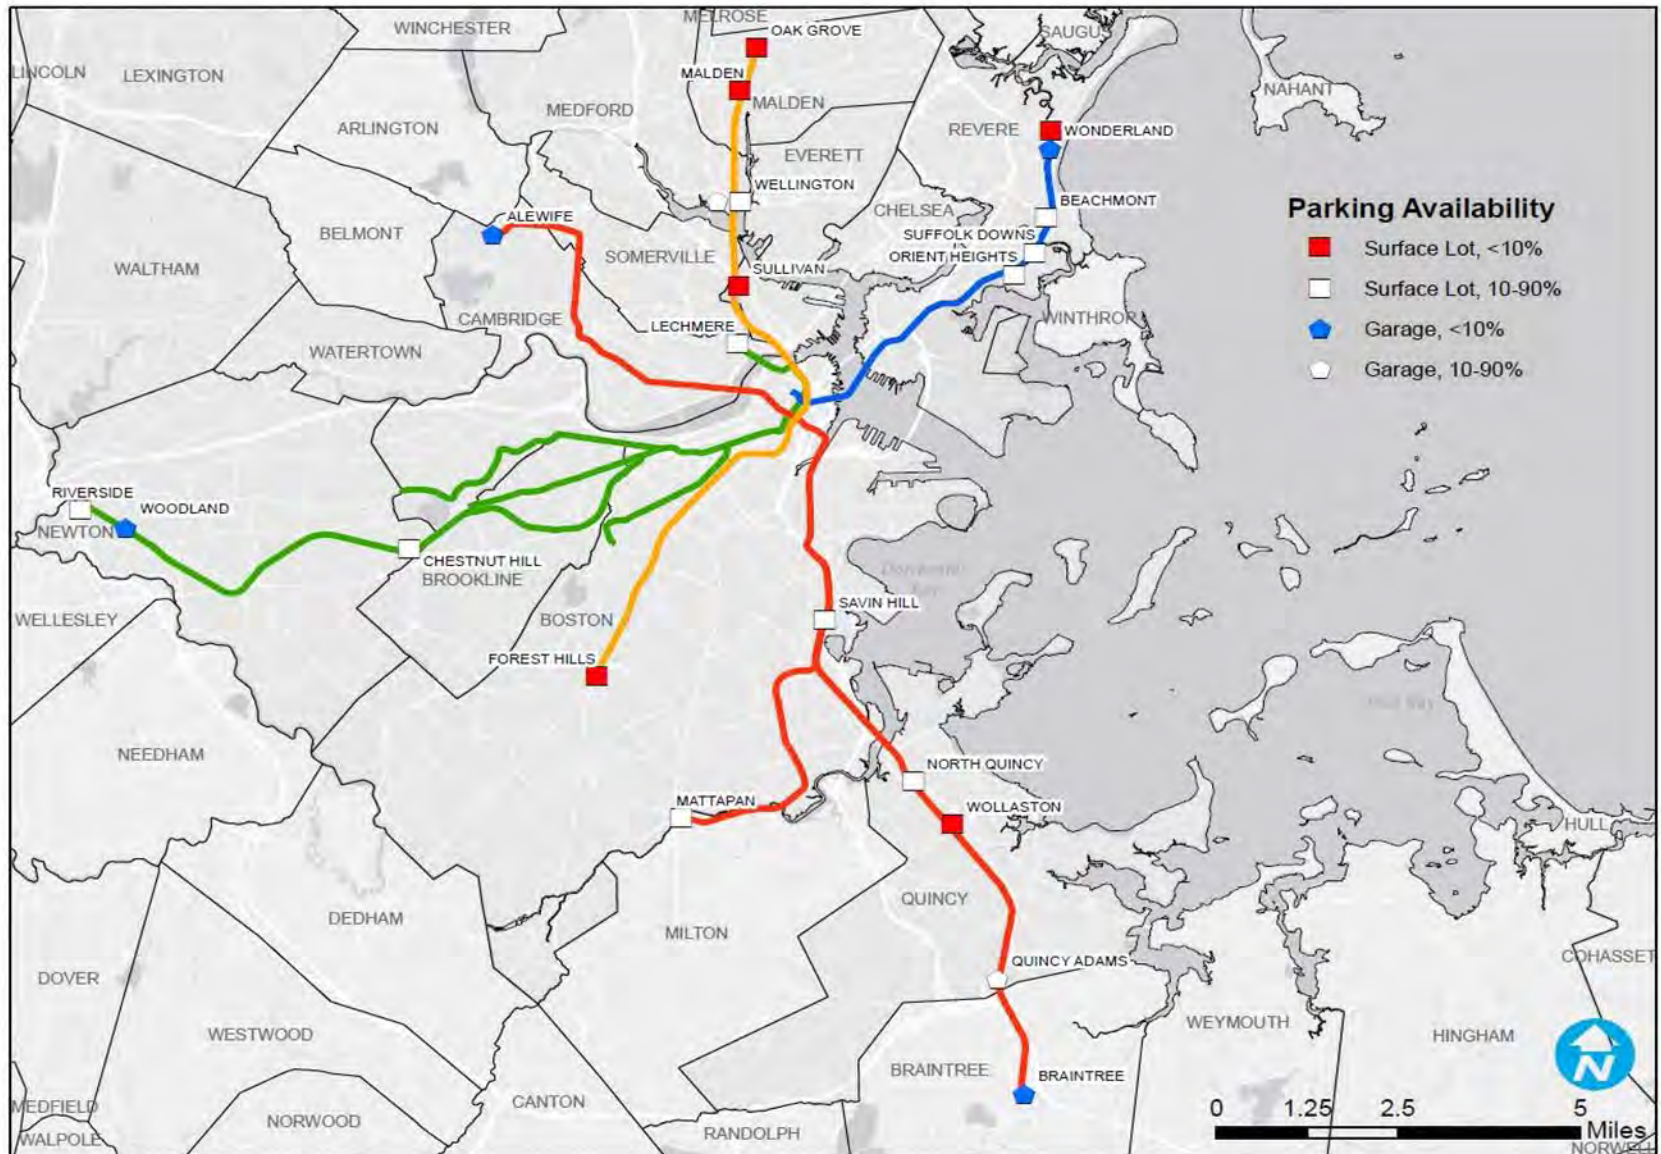 WINCHESTER
MELROSE
OAK GROVE
SAUGUS
LINCOLN
LEXINGTON
MALDEN
MALDEN
NAHANT
MEDFORD
ARLINGTON
REVERE
WONDERLAND
EVERETT
WELLINGTON
BEACHMONT
CHELSEA
ALEWIFE
SUFFOLK DOWNS
BELMONT
SOMERVILLE
ORIENT HEIGHTS
WALTHAM
SULLIVAN
CAMBRIDGE
LECHMERE
WINTHROP
WATERTOWN
Parking Availability
Surface Lot, <10%
Surface Lot, 10-90%
Garage, <10%
Garage, 10-90%
RIVERSIDE
WOODLAND
NEWTON
CHESTNUT HILL
BROOKLINE
SAVIN HILL
WELLESLEY
BOSTON
FOREST HILLS
NEEDHAM
NORTH QUINCY
MATTAPAN
WOLLASTON
HULL
QUINCY
DEDHAM
MILTON
COHASSET
QUINCY ADAMS
DOVER
WEYMOUTH
WESTWOOD
HINGHAM
BRAINTREE
BRAINTREE
N
MEDFIELD
CANTON
NORWOOD
RANDOLPH
WALPOLE
0 1.25 2.5 5
Miles
NORWELL